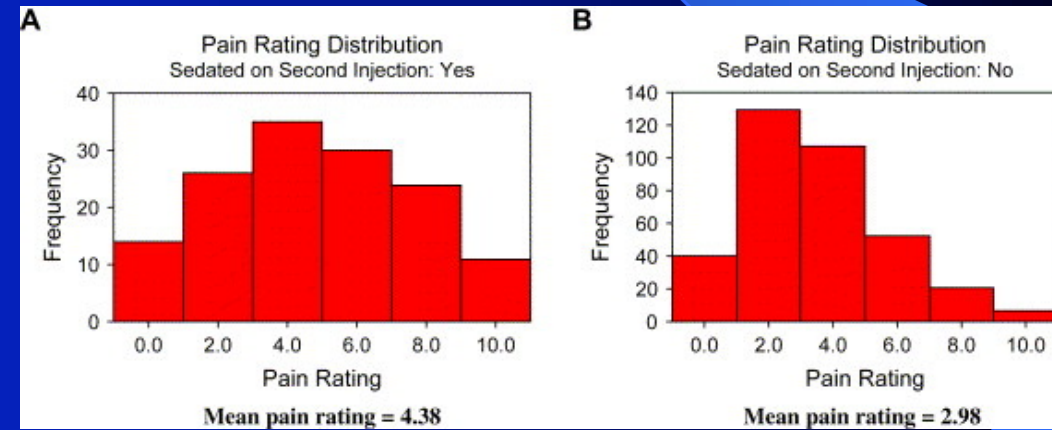 A
Pain Rating Distribution
Sedated on Second Injection: Yes
40
30
20
10
0
Frequency
0.0 2.0 4.0 6.0 8.0 10.0
Pain Rating
Mean pain rating = 4.38
B
Pain Rating Distribution
Sedated on Second Injection: No
140
120
100
80
60
40
20
0
Frequency
0.0 2.0 4.0 6.0 8.0 10.0
Pain Rating
Mean pain rating = 2.98